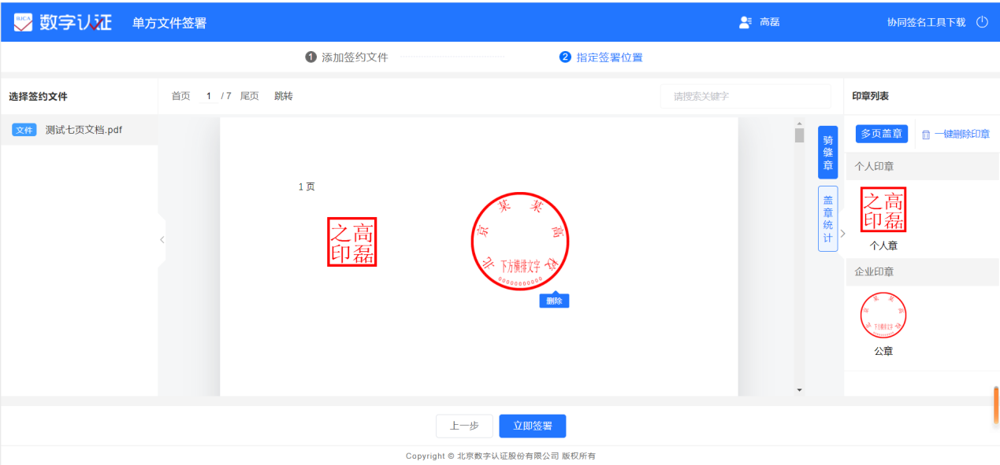 BJCA 数字认证 单方文件签署 高磊 协同签名工具下载
1 添加签约文件 2 指定签署位置
选择签约文件 首页 1 / 7 尾页 跳转 请搜索关键字 印章列表
文件 测试七页文档.pdf
骑缝章
多页盖章 一键删除印章
个人印章
1 页
高磊之印
北京某某高校
下方横排文字
00000000000
删除
盖章统计
高磊之印
个人章
企业印章
北京某某高校
下方横排文字
公章
上一步 立即签署
Copyright © 北京数字认证股份有限公司 版权所有